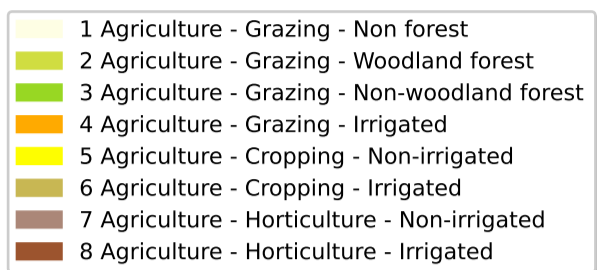 1 Agriculture - Grazing - Non forest
2 Agriculture - Grazing - Woodland forest
3 Agriculture - Grazing - Non-woodland forest
4 Agriculture - Grazing - Irrigated
5 Agriculture - Cropping - Non-irrigated
6 Agriculture - Cropping - Irrigated
7 Agriculture - Horticulture - Non-irrigated
8 Agriculture - Horticulture - Irrigated